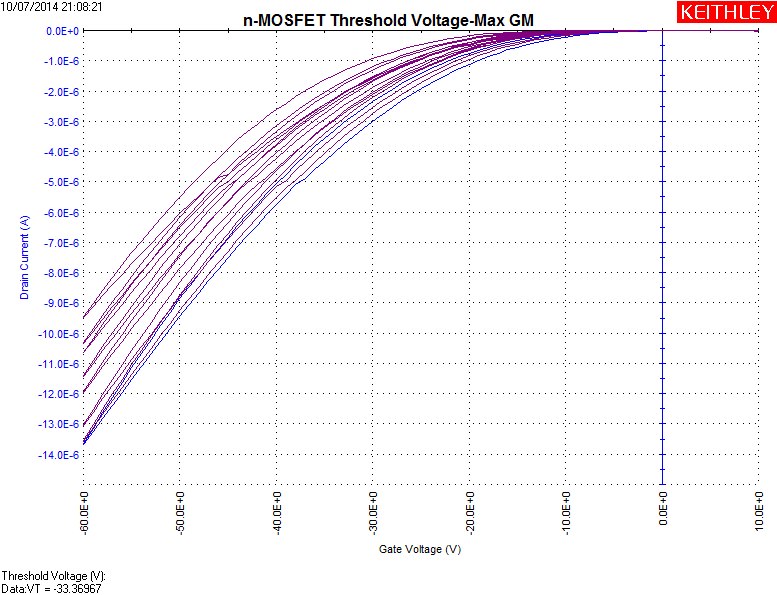 10/07/2014 21:08:21
KEITHLEY
n-MOSFET Threshold Voltage-Max GM
0.0E+0
-1.0E-6
-2.0E-6
-3.0E-6
-4.0E-6
-5.0E-6
-6.0E-6
-7.0E-6
-8.0E-6
-9.0E-6
-10.0E-6
-11.0E-6
-12.0E-6
-13.0E-6
-14.0E-6
Drain Current (A)
-60.0E+0
-50.0E+0
-40.0E+0
-30.0E+0
-20.0E+0
-10.0E+0
0.0E+0
10.0E+0
Gate Voltage (V)
Threshold Voltage (V):
Data:VT = -33.36967